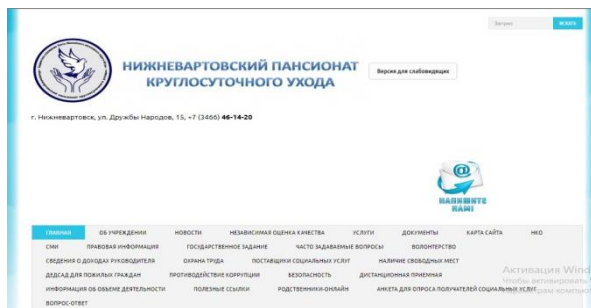 Запрос
ИСКАТЬ
НИЖНЕВАРТОВСКИЙ ПАНСИОНАТ
КРУГЛОСУТОЧНОГО УХОДА
Версия для слабовидящих
г. Нижневартовск, ул. Дружбы Народов, 15, +7 (3466) 46-14-20
НАПИШИТЕ
НАМ!
ГЛАВНАЯ ОБ УЧРЕЖДЕНИИ НОВОСТИ НЕЗАВИСИМАЯ ОЦЕНКА КАЧЕСТВА УСЛУГИ ДОКУМЕНТЫ КАРТА САЙТА НКО
СМИ ПРАВОВАЯ ИНФОРМАЦИЯ ГОСУДАРСТВЕННОЕ ЗАДАНИЕ ЧАСТО ЗАДАВАЕМЫЕ ВОПРОСЫ ВОЛОНТЕРСТВО
СВЕДЕНИЯ О ДОХОДАХ РУКОВОДИТЕЛЯ ОХРАНА ТРУДА ПОСТАВЩИКИ СОЦИАЛЬНЫХ УСЛУГ НАЛИЧИЕ СВОБОДНЫХ МЕСТ
ДЕДСАД ДЛЯ ПОЖИЛЫХ ГРАЖДАН ПРОТИВОДЕЙСТВИЕ КОРРУПЦИИ БЕЗОПАСНОСТЬ ДИСТАНЦИОННАЯ ПРИЕМНАЯ
ИНФОРМАЦИЯ ОБ ОБЪЕМЕ ДЕЯТЕЛЬНОСТИ ПОЛЕЗНЫЕ ССЫЛКИ РОДСТВЕННИКИ-ОНЛАЙН АНКЕТА ДЛЯ ОПРОСА ПОЛУЧАТЕЛЕЙ СОЦИАЛЬНЫХ УСЛУГ
ВОПРОС-ОТВЕТ
Активация Wind
Чтобы активировать